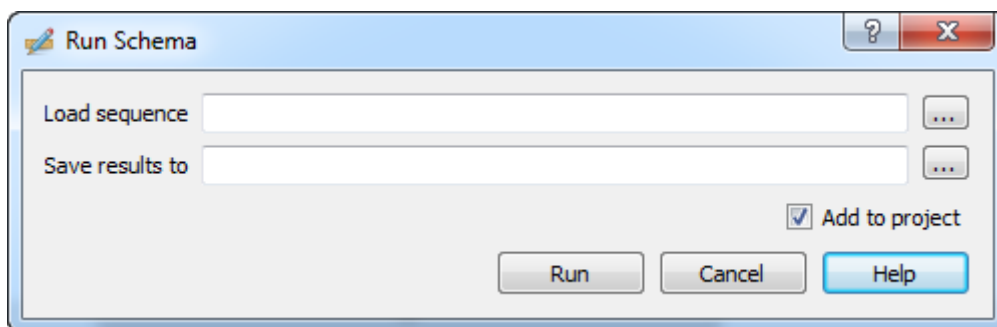 Run Schema
?
Load sequence
...
Save results to
...
Add to project
Run
Cancel
Help